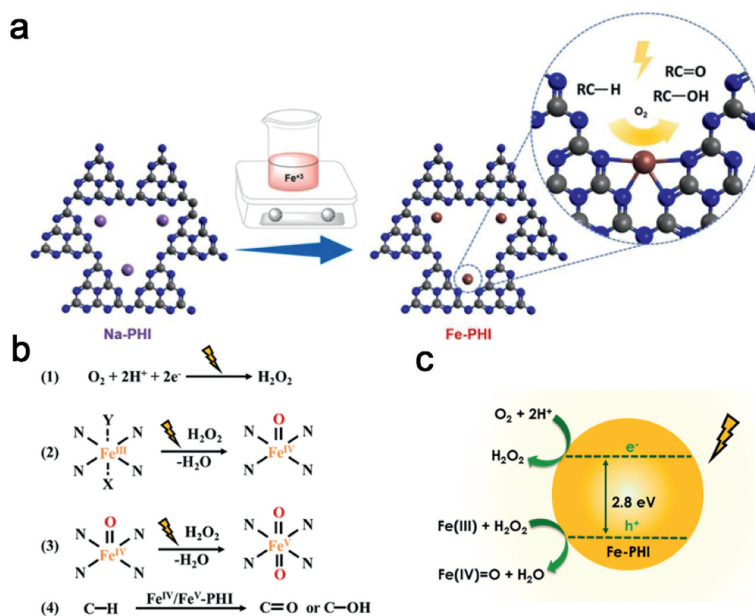 a
RC–H
RC=O
RC–OH
O₂
Fe⁺³
Na-PHI
Fe-PHI
b
(1) O₂ + 2H⁺ + 2e⁻ H₂O₂
(2) Y N N Feᴵᴵᴵ N N X H₂O₂ -H₂O O N N Feᴵⱽ N N
(3) O N N Feᴵⱽ N N H₂O₂ -H₂O O N N Feⱽ N N O
(4) C–H Feᴵⱽ/Feⱽ-PHI C=O or C–OH
c
O₂ + 2H⁺
e⁻
H₂O₂
2.8 eV
Fe(III) + H₂O₂
h⁺
Fe-PHI
Fe(IV)=O + H₂O